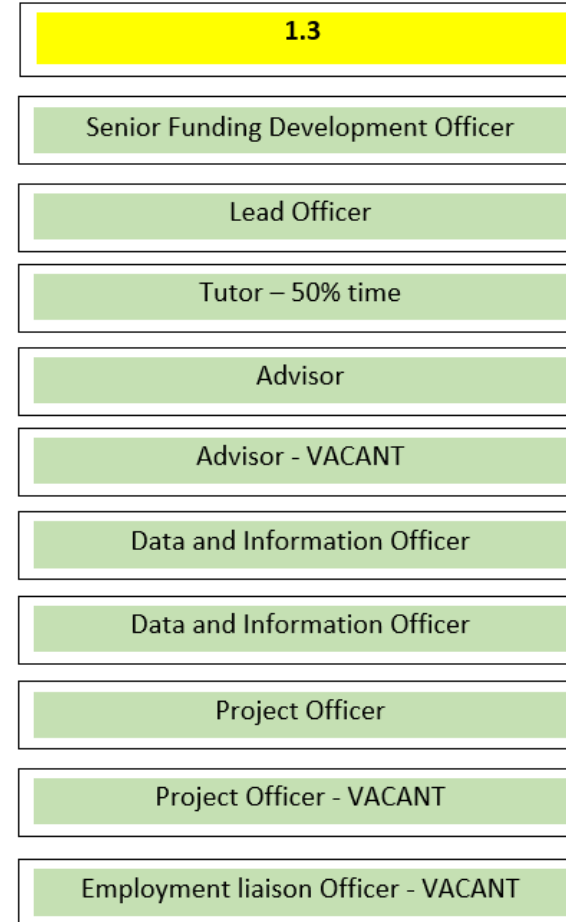 1.3
Senior Funding Development Officer
Lead Officer
Tutor – 50% time
Advisor
Advisor - VACANT
Data and Information Officer
Data and Information Officer
Project Officer
Project Officer - VACANT
Employment liaison Officer - VACANT